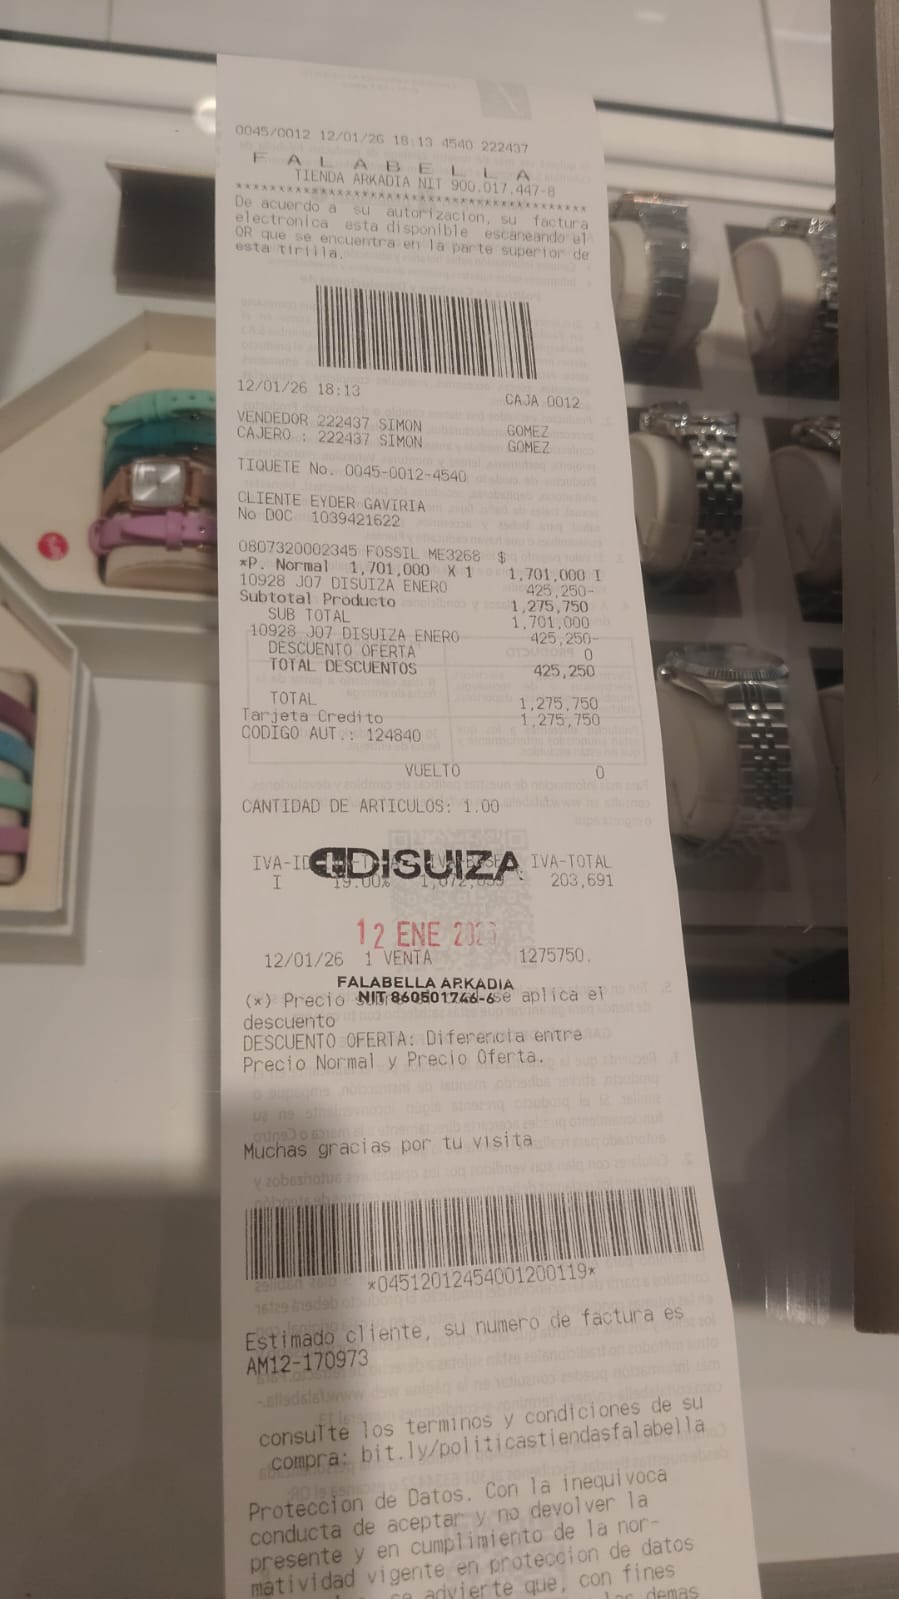 0045/0012 12/01/26 18:13 4540 222437
F A L A B E L L A
TIENDA ARKADIA NIT 900.017.447-8
De acuerdo a su autorizacion, su factura
electronica esta disponible escaneando el
QR que se encuentra en la parte superior de
esta tirilla.
12/01/26 18:13 CAJA 0012
VENDEDOR 222437 SIMON GOMEZ
CAJERO : 222437 SIMON GOMEZ
TIQUETE No. 0045-0012-4540
CLIENTE EYDER GAVIRIA
No DOC 1039421622
0807320002345 FOSSIL ME3268 $
*P. Normal 1,701,000 X 1 1,701,000 I
10928 J07 DISUIZA ENERO 425,250-
Subtotal Producto 1,275,750
SUB TOTAL 1,701,000
10928 J07 DISUIZA ENERO 425,250-
DESCUENTO OFERTA 0
TOTAL DESCUENTOS 425,250
TOTAL 1,275,750
Tarjeta Credito 1,275,750
CODIGO AUT.: 124840
VUELTO 0
CANTIDAD DE ARTICULOS: 1.00
DISUIZA
IVA-TOTAL
I 19.00% 203,691
12 ENE
12/01/26 1 VENTA 1275750.
FALABELLA ARKADIA
NIT 860501746-6
(*) Precio se aplica el
descuento
DESCUENTO OFERTA: Diferencia entre
Precio Normal y Precio Oferta.
Muchas gracias por tu visita
*04512012454001200119*
Estimado cliente, su numero de factura es
AM12-170973
consulte los terminos y condiciones de su
compra: bit.ly/politicastiendasfalabella
Proteccion de Datos. Con la inequivoca
conducta de aceptar y no devolver la
presente y en cumplimiento de la nor-
matividad vigente en proteccion de datos
se advierte que, con fines
demas